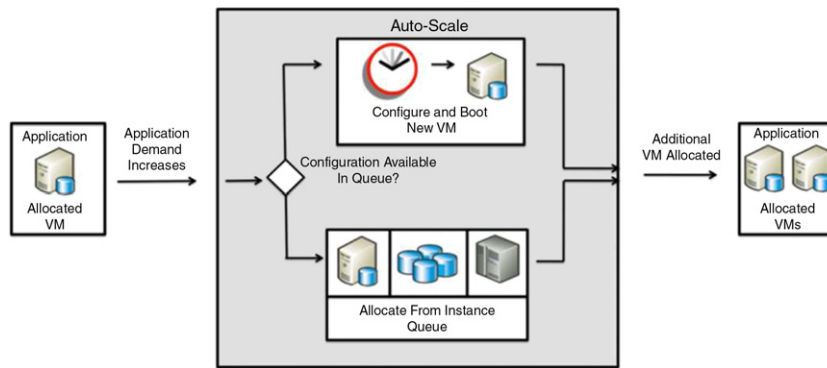 Auto-Scale
Configure and Boot
New VM
Application
Allocated
VM
Application
Demand
Increases
Configuration Available
In Queue?
Allocate From Instance
Queue
Additional
VM Allocated
Application
Allocated
VMs